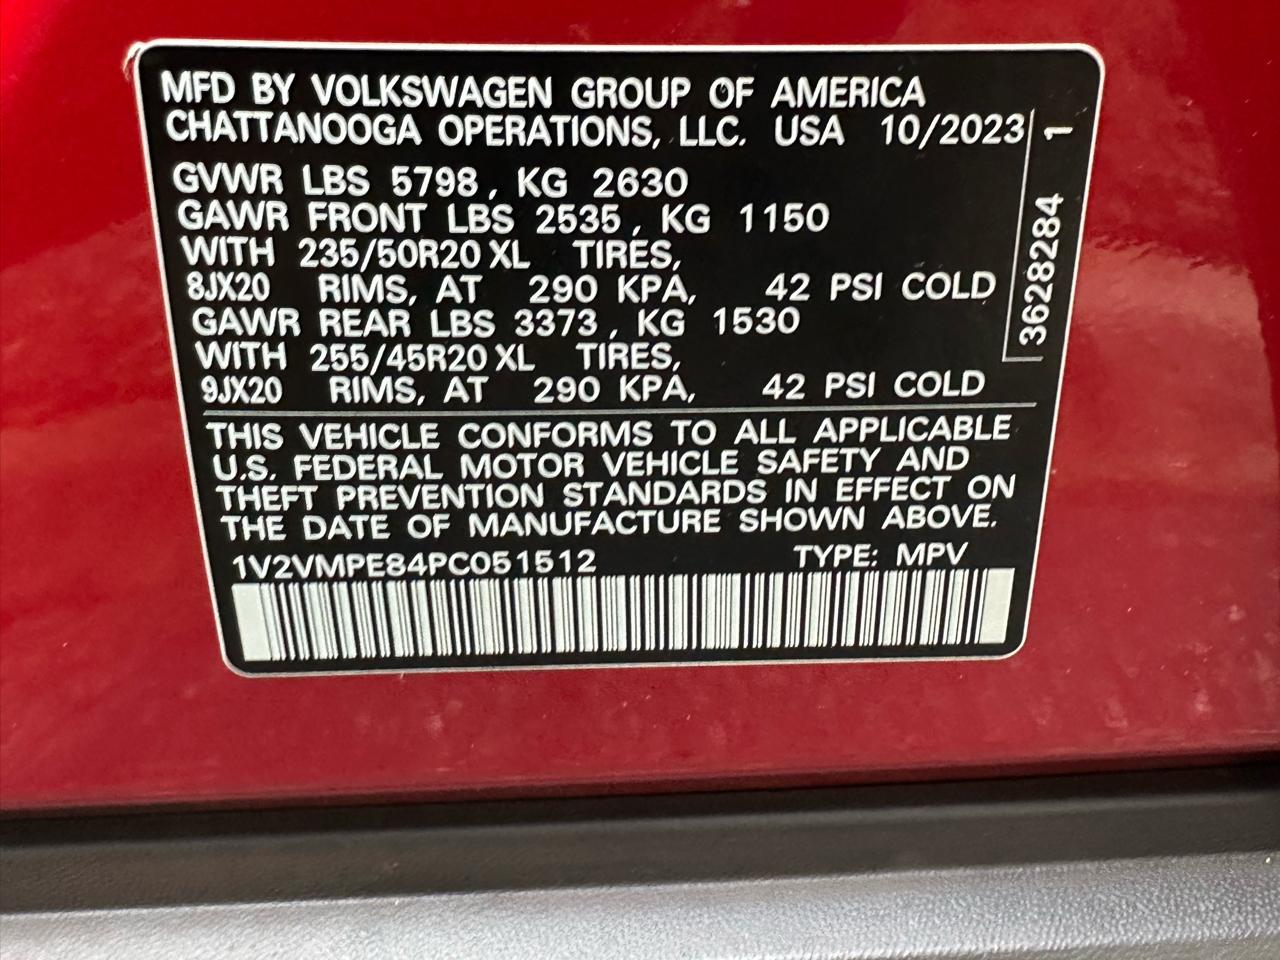 MFD BY VOLKSWAGEN GROUP OF AMERICA
CHATTANOOGA OPERATIONS, LLC. USA 10/2023
GVWR LBS 5798, KG 2630
GAWR FRONT LBS 2535, KG 1150
WITH 235/50R20 XL TIRES,
8JX20 RIMS, AT 290 KPA, 42 PSI COLD
GAWR REAR LBS 3373, KG 1530
WITH 255/45R20 XL TIRES,
9JX20 RIMS, AT 290 KPA, 42 PSI COLD
THIS VEHICLE CONFORMS TO ALL APPLICABLE
U.S. FEDERAL MOTOR VEHICLE SAFETY AND
THEFT PREVENTION STANDARDS IN EFFECT ON
THE DATE OF MANUFACTURE SHOWN ABOVE.
1V2VMPE84PC051512 TYPE: MPV
3628284 1